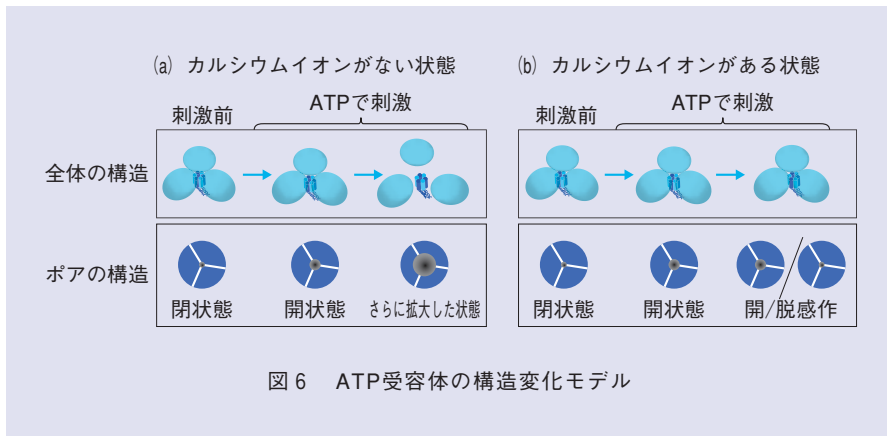 (a) カルシウムイオンがない状態
(b) カルシウムイオンがある状態
刺激前
ATPで刺激
刺激前
ATPで刺激
全体の構造
ポアの構造
閉状態
開状態
さらに拡大した状態
閉状態
開状態
開/脱感作
図6 ATP受容体の構造変化モデル